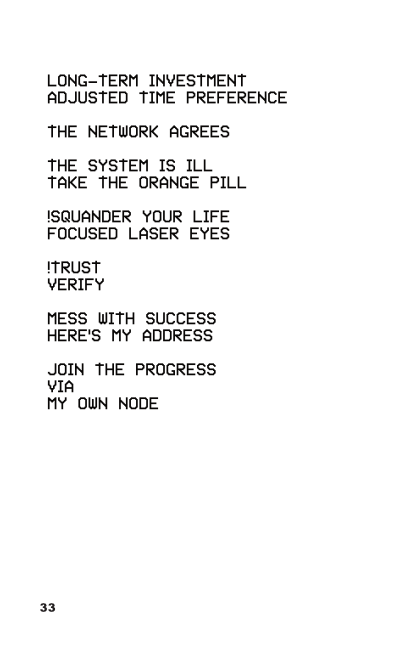 LONG-TERM INVESTMENT
ADJUSTED TIME PREFERENCE
THE NETWORK AGREES
THE SYSTEM IS ILL
TAKE THE ORANGE PILL
!SQUANDER YOUR LIFE
FOCUSED LASER EYES
!TRUST
VERIFY
MESS WITH SUCCESS
HERE'S MY ADDRESS
JOIN THE PROGRESS
VIA
MY OWN NODE
33